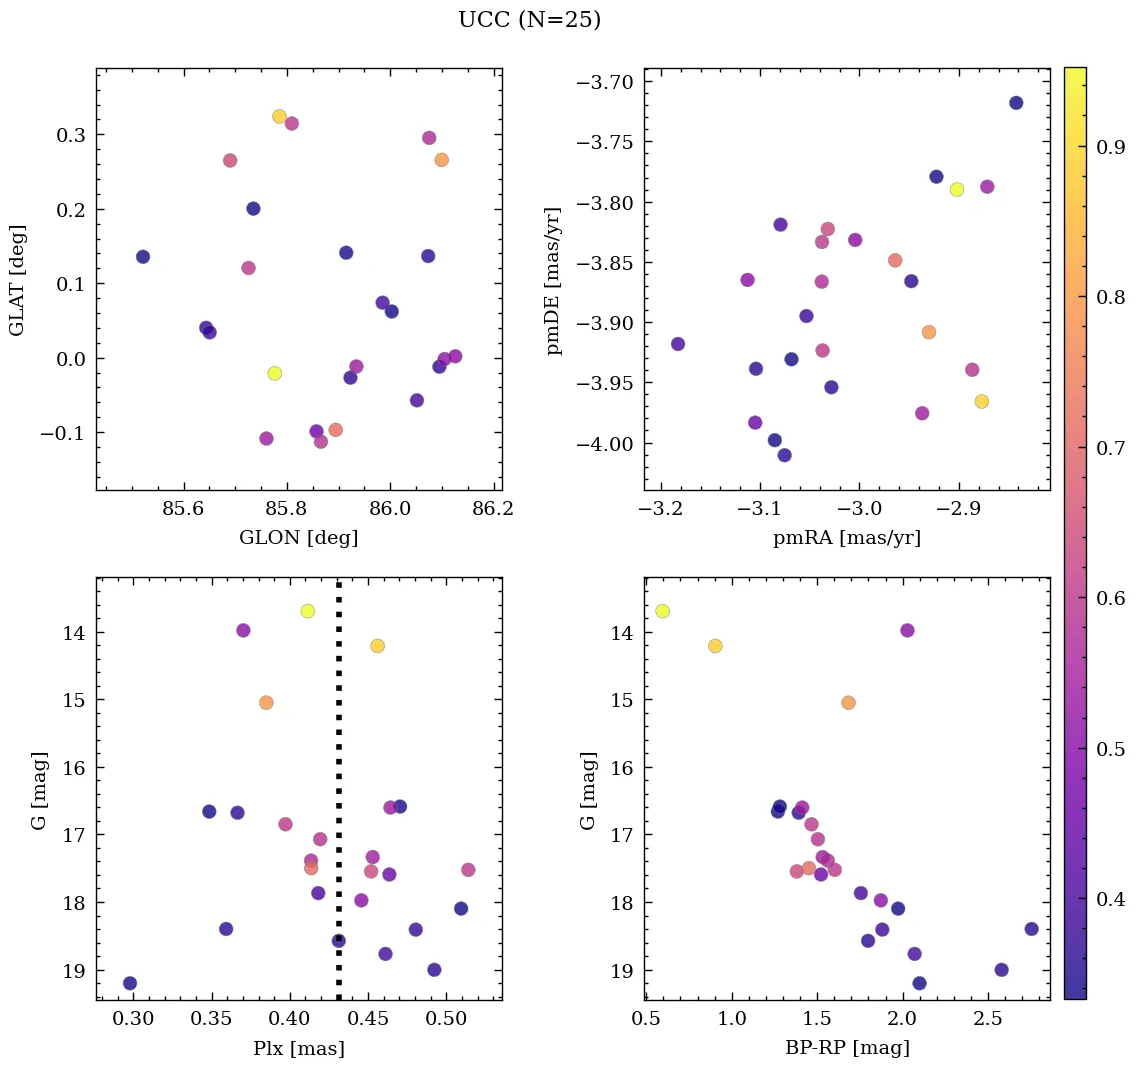 UCC (N=25)
0.3
0.2
0.1
0.0
−0.1
GLAT [deg]
85.6 85.8 86.0 86.2
GLON [deg]
−3.70
−3.75
−3.80
−3.85
−3.90
−3.95
−4.00
pmDE [mas/yr]
−3.2 −3.1 −3.0 −2.9
pmRA [mas/yr]
14
15
16
17
18
19
G [mag]
0.30 0.35 0.40 0.45 0.50
Plx [mas]
14
15
16
17
18
19
G [mag]
0.5 1.0 1.5 2.0 2.5
BP-RP [mag]
0.9
0.8
0.7
0.6
0.5
0.4